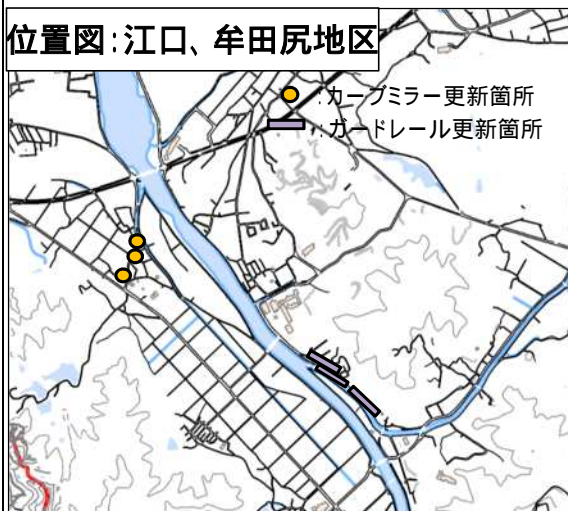 位置図:江口、牟田尻地区
:カーブミラー更新箇所
:ガードレール更新箇所